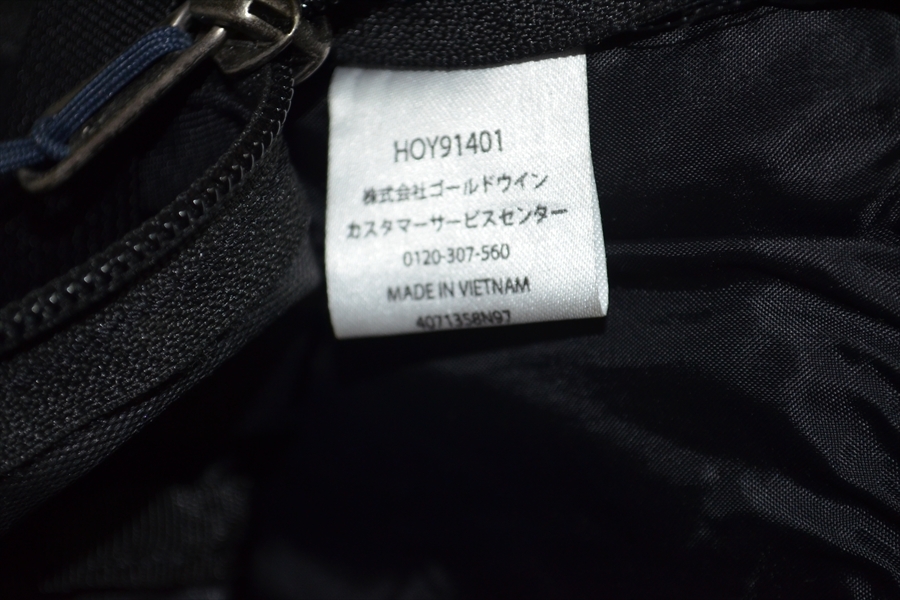 HOY91401
株式会社ゴールドウイン
カスタマーサービスセンター
0120-307-560
MADE IN VIETNAM
4071358N97